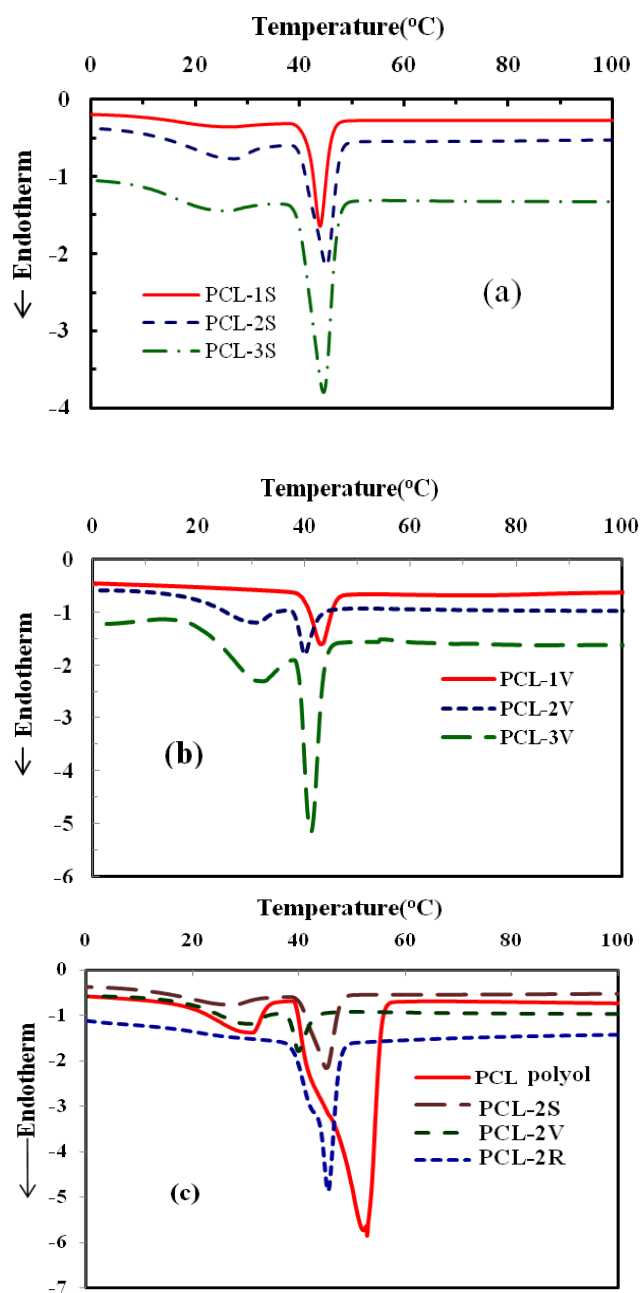 Temperature(°C)
0 20 40 60 80 100
0
-1
-2
-3
-4
← Endotherm
PCL-1S
PCL-2S
PCL-3S
(a)
Temperature(°C)
0 20 40 60 80 100
0
-1
-2
-3
-4
-5
-6
← Endotherm
PCL-1V
PCL-2V
PCL-3V
(b)
Temperature(°C)
0 20 40 60 80 100
0
-1
-2
-3
-4
-5
-6
-7
←Endotherm
PCL polyol
PCL-2S
PCL-2V
PCL-2R
(c)